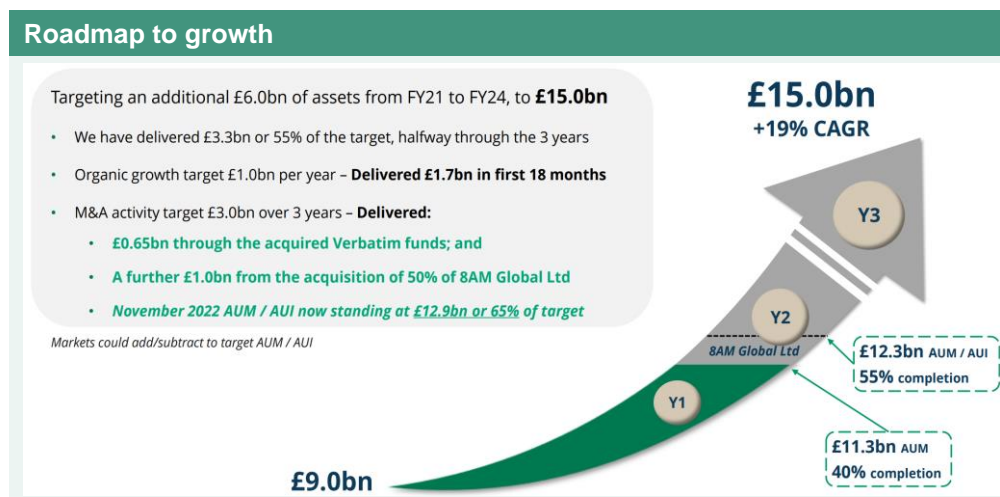 Roadmap to growth
Targeting an additional £6.0bn of assets from FY21 to FY24, to £15.0bn
• We have delivered £3.3bn or 55% of the target, halfway through the 3 years
• Organic growth target £1.0bn per year – Delivered £1.7bn in first 18 months
• M&A activity target £3.0bn over 3 years – Delivered:
• £0.65bn through the acquired Verbatim funds; and
• A further £1.0bn from the acquisition of 50% of 8AM Global Ltd
• November 2022 AUM / AUI now standing at £12.9bn or 65% of target
Markets could add/subtract to target AUM / AUI
£15.0bn
+19% CAGR
Y3
Y2
8AM Global Ltd
£12.3bn AUM / AUI
55% completion
Y1
£11.3bn AUM
40% completion
£9.0bn